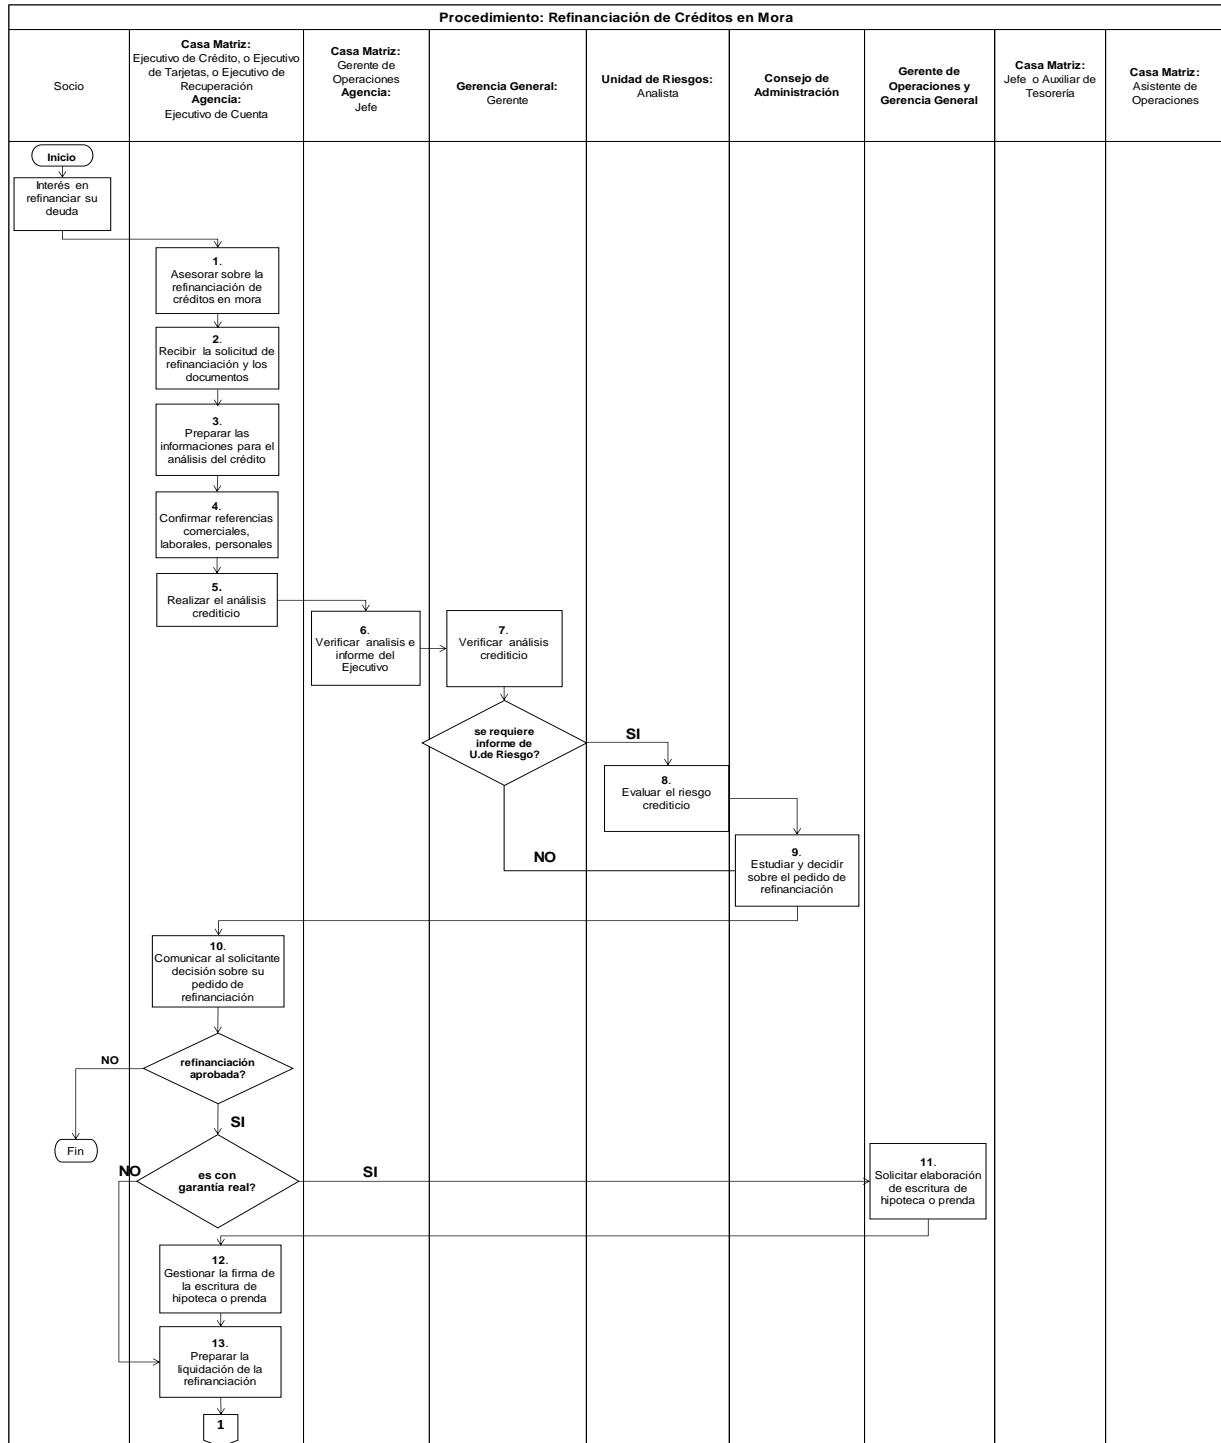 Procedimiento: Refinanciación de Créditos en Mora
Socio
Casa Matriz:
Ejecutivo de Crédito, o Ejecutivo
de Tarjetas, o Ejecutivo de
Recuperación
Agencia:
Ejecutivo de Cuenta
Casa Matriz:
Gerente de
Operaciones
Agencia:
Jefe
Gerencia General:
Gerente
Unidad de Riesgos:
Analista
Consejo de
Administración
Gerente de
Operaciones y
Gerencia General
Casa Matriz:
Jefe o Auxiliar de
Tesorería
Casa Matriz:
Asistente de
Operaciones
Inicio
Interés en
refinanciar su
deuda
1.
Asesorar sobre la
refinanciación de
créditos en mora
2.
Recibir la solicitud de
refinanciación y los
documentos
3.
Preparar las
informaciones para el
análisis del crédito
4.
Confirmar referencias
comerciales,
laborales, personales
5.
Realizar el análisis
crediticio
6.
Verificar analisis e
informe del
Ejecutivo
7.
Verificar análisis
crediticio
se requiere
informe de
U.de Riesgo?
SI
8.
Evaluar el riesgo
crediticio
NO
9.
Estudiar y decidir
sobre el pedido de
refinanciación
10.
Comunicar al solicitante
decisión sobre su
pedido de
refinanciación
NO
refinanciación
aprobada?
SI
Fin
NO
es con
garantía real?
SI
11.
Solicitar elaboración
de escritura de
hipoteca o prenda
12.
Gestionar la firma de
la escritura de
hipoteca o prenda
13.
Preparar la
liquidación de la
refinanciación
1